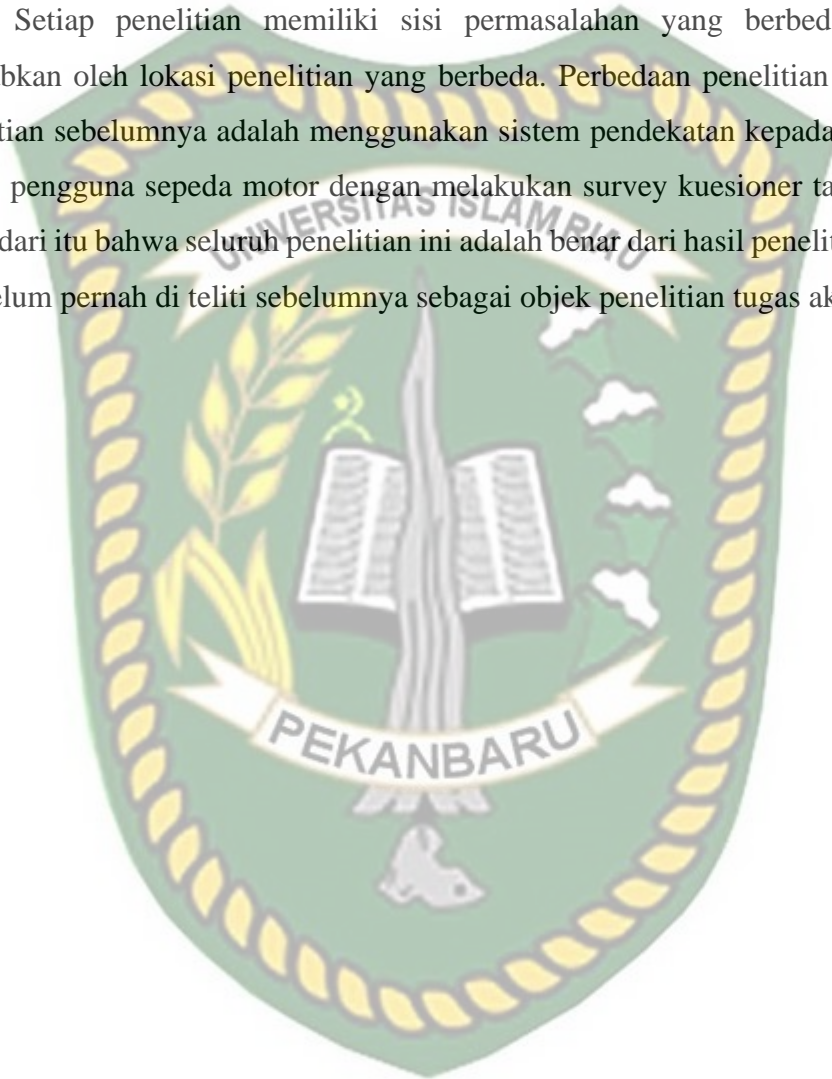 Setiap penelitian memiliki sisi permasalahan yang berbed
bkan oleh lokasi penelitian yang berbeda. Perbedaan penelitian
tian sebelumnya adalah menggunakan sistem pendekatan kepada
pengguna sepeda motor dengan melakukan survey kuesioner ta
dari itu bahwa seluruh penelitian ini adalah benar dari hasil penelit
elum pernah di teliti sebelumnya sebagai objek penelitian tugas ak
UNIVERSITAS ISLAM RIAU
PEKANBARU